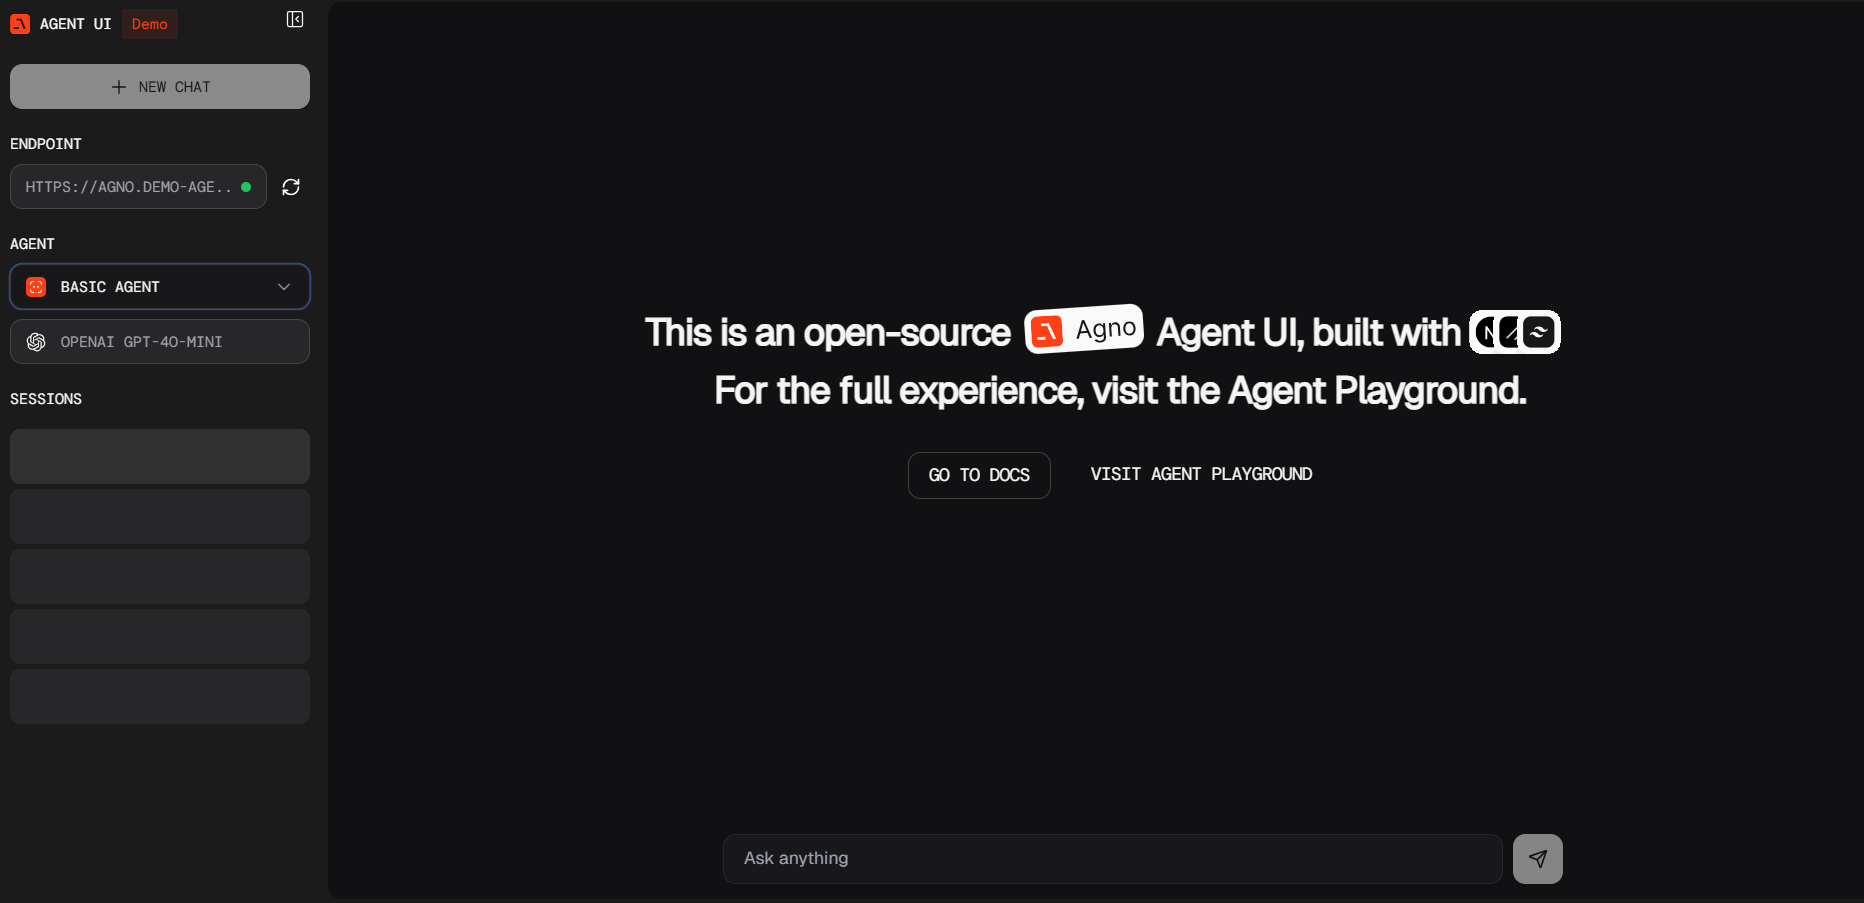 AGENT UI Demo
NEW CHAT
ENDPOINT
HTTPS://AGNO.DEMO-AGE..
AGENT
BASIC AGENT
OPENAI GPT-4O-MINI
SESSIONS
This is an open-source Agno Agent UI, built with
For the full experience, visit the Agent Playground.
GO TO DOCS VISIT AGENT PLAYGROUND
Ask anything